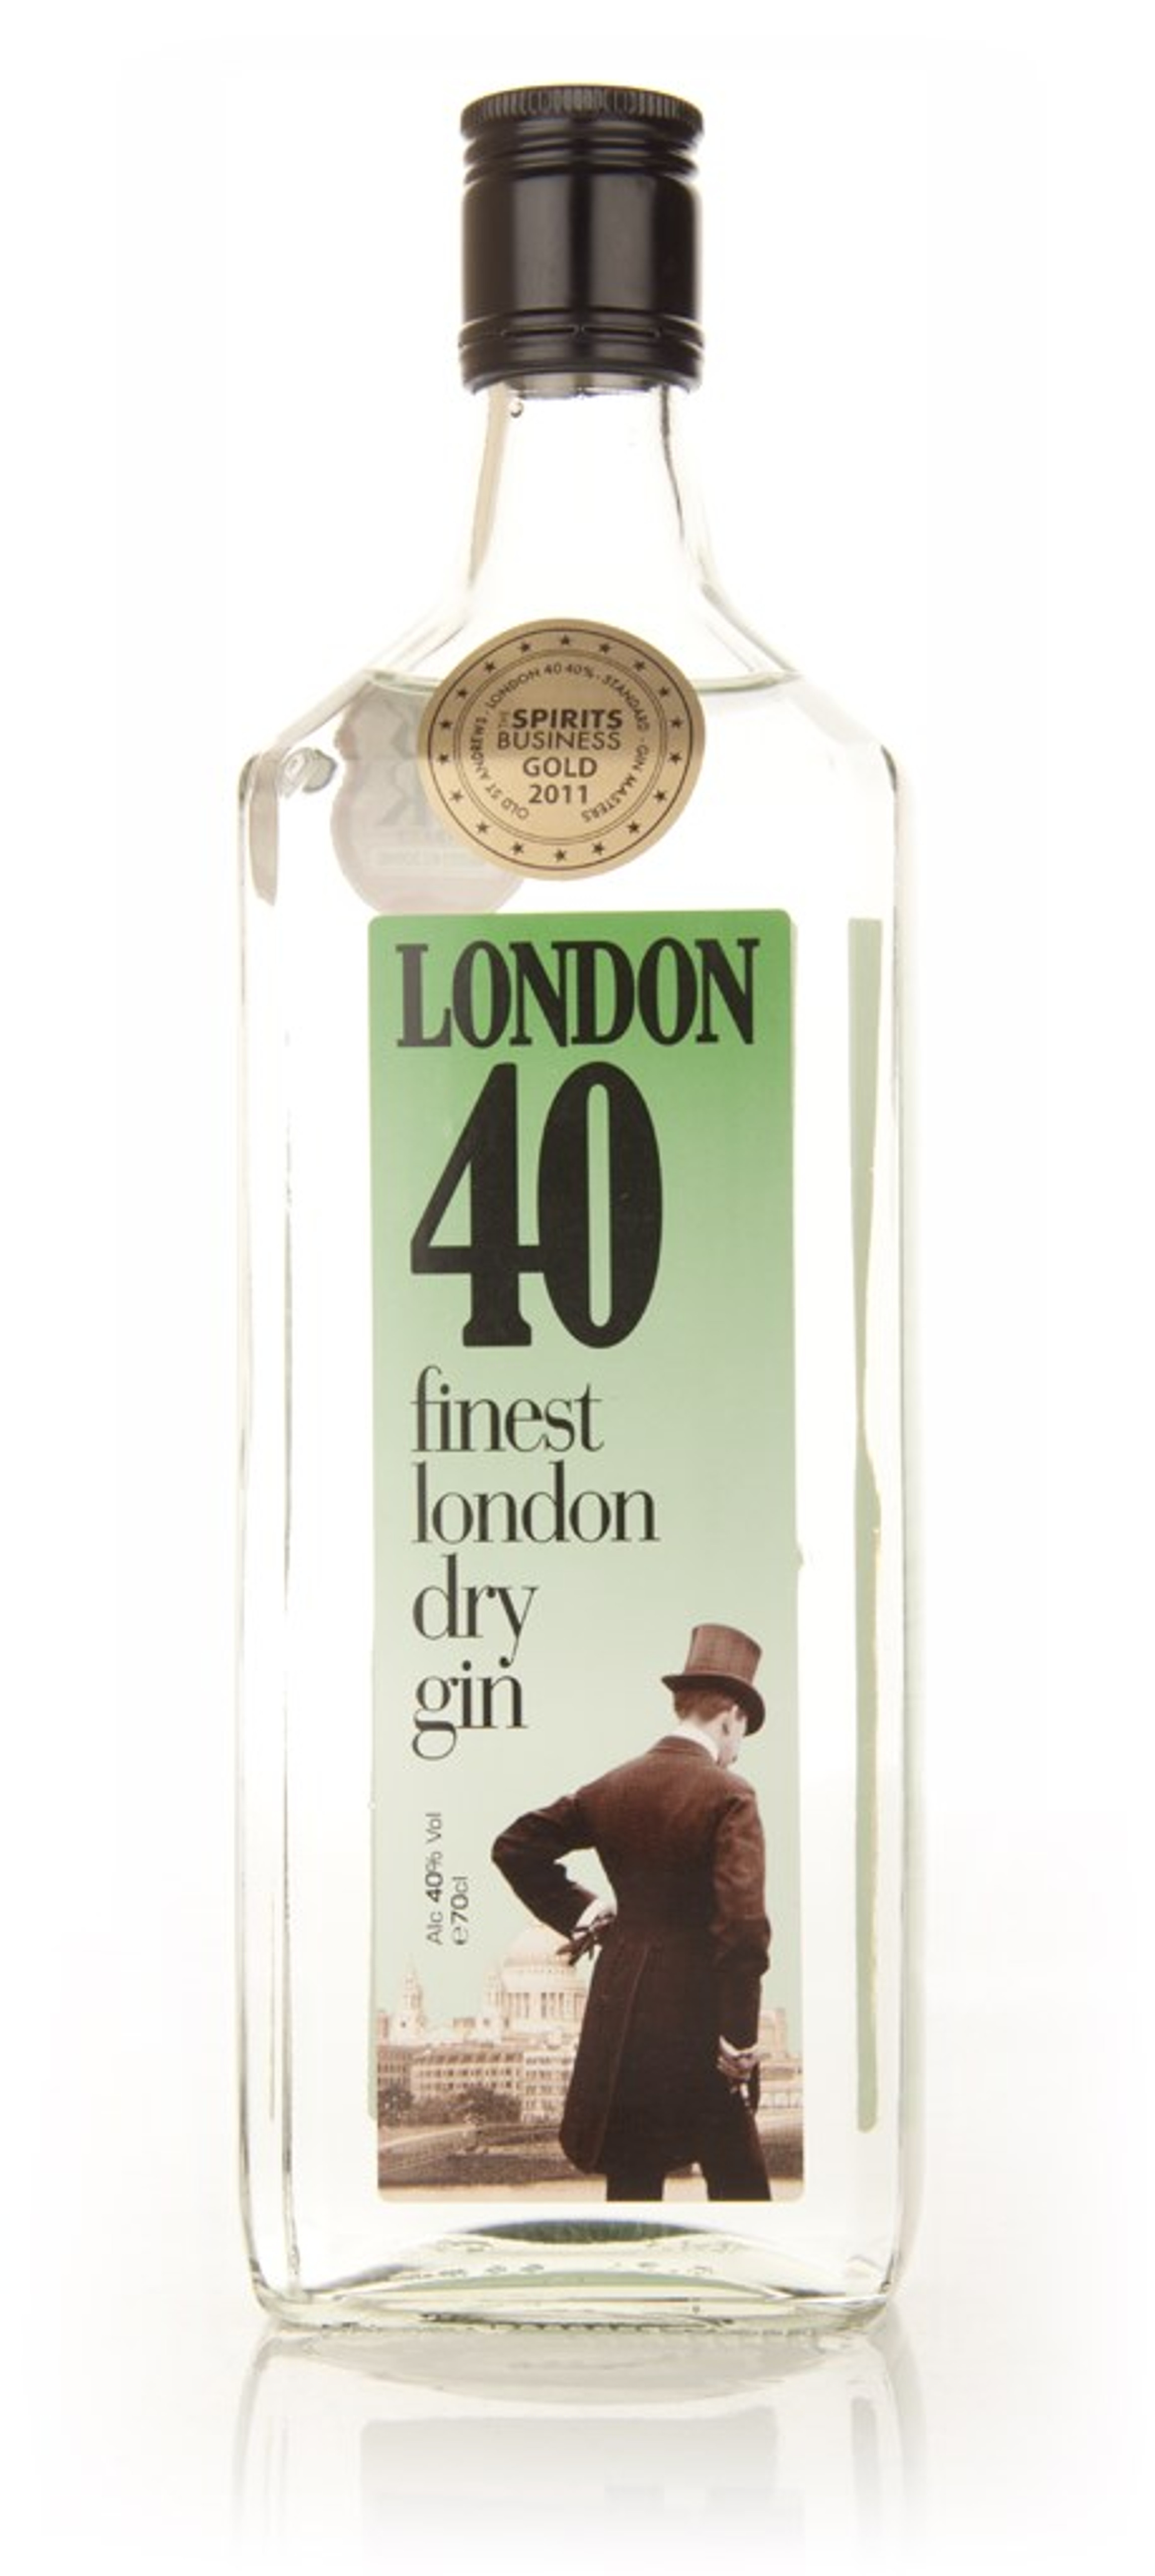 OLD ST ANDREWS · LONDON 40 40% · STANDARD · GIN MASTERS
THE SPIRITS
BUSINESS
GOLD
2011
LONDON
40
finest
london
dry
gin
Alc 40% Vol
e70cl